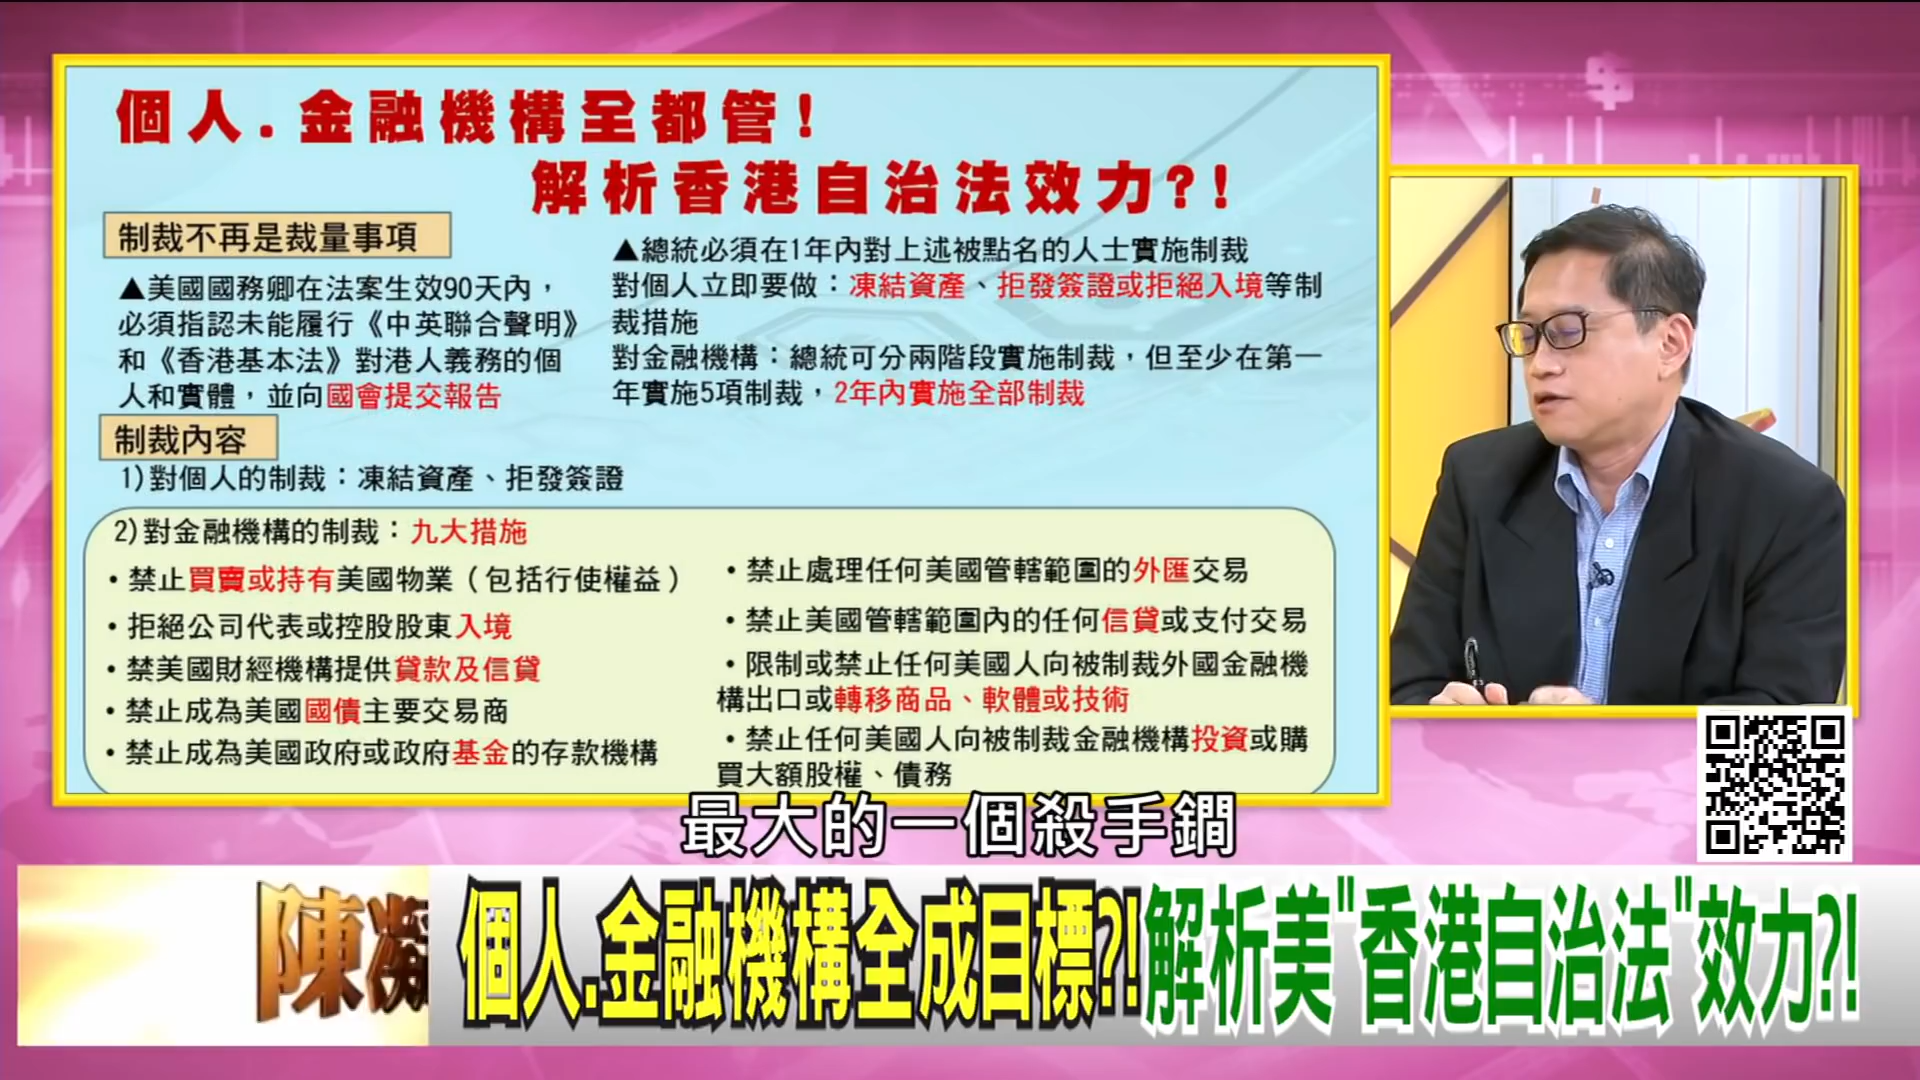 個人.金融機構全都管!
解析香港自治法效力?!
制裁不再是裁量事項
▲美國國務卿在法案生效90天內，
必須指認未能履行《中英聯合聲明》
和《香港基本法》對港人義務的個
人和實體，並向國會提交報告
▲總統必須在1年內對上述被點名的人士實施制裁
對個人立即要做：凍結資產、拒發簽證或拒絕入境等制
裁措施
對金融機構：總統可分兩階段實施制裁，但至少在第一
年實施5項制裁，2年內實施全部制裁
制裁內容
1)對個人的制裁：凍結資產、拒發簽證
2)對金融機構的制裁：九大措施
・禁止買賣或持有美國物業（包括行使權益）
・拒絕公司代表或控股股東入境
・禁美國財經機構提供貸款及信貸
・禁止成為美國國債主要交易商
・禁止成為美國政府或政府基金的存款機構
・禁止處理任何美國管轄範圍的外匯交易
・禁止美國管轄範圍內的任何信貸或支付交易
・限制或禁止任何美國人向被制裁外國金融機
構出口或轉移商品、軟體或技術
・禁止任何美國人向被制裁金融機構投資或購
買大額股權、債務
最大的一個殺手鐧
陳凝
個人.金融機構全成目標?!解析美"香港自治法"效力?!